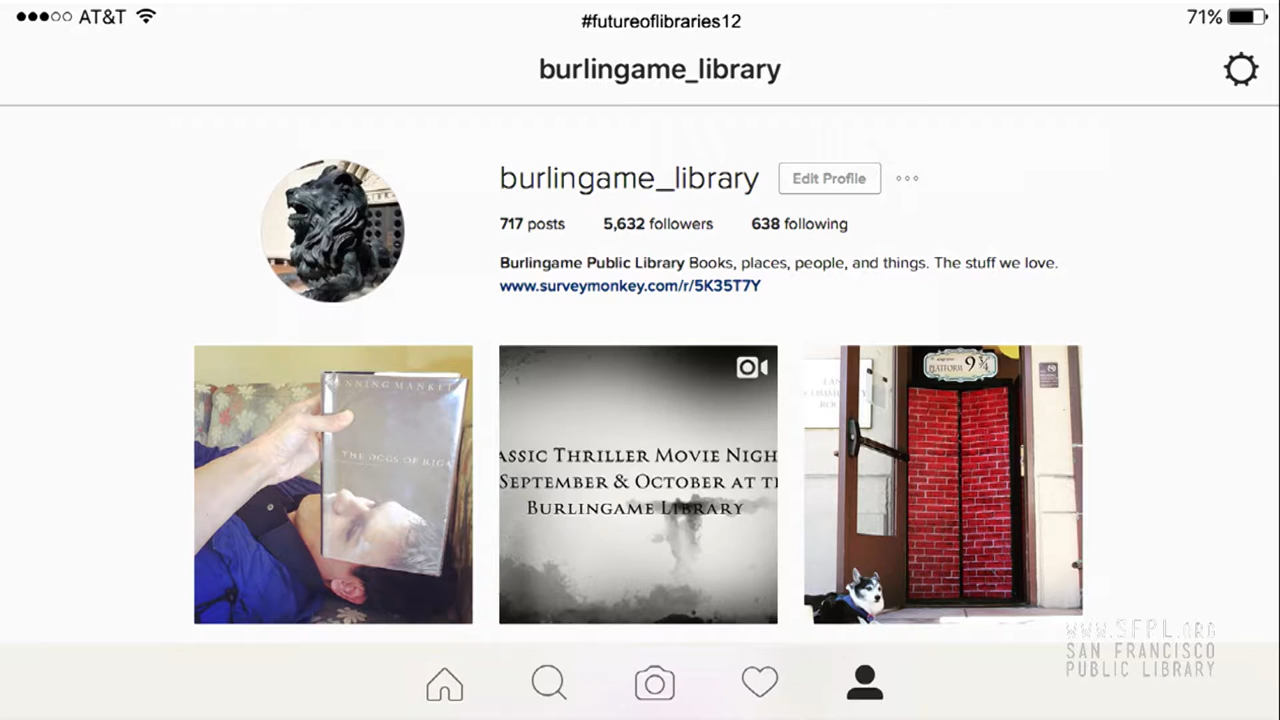 AT&T
#futureoflibraries12
71%
burlingame_library
burlingame_library
Edit Profile
717 posts 5,632 followers 638 following
Burlingame Public Library Books, places, people, and things. The stuff we love.
www.surveymonkey.com/r/5K35T7Y
NNING MANKE
THE DOGS OF RIGA
ASSIC THRILLER MOVIE NIGH
SEPTEMBER & OCTOBER AT T
BURLINGAME LIBRARY
PLATFORM 9 ¾
WWW.SFPL.ORG
SAN FRANCISCO
PUBLIC LIBRARY